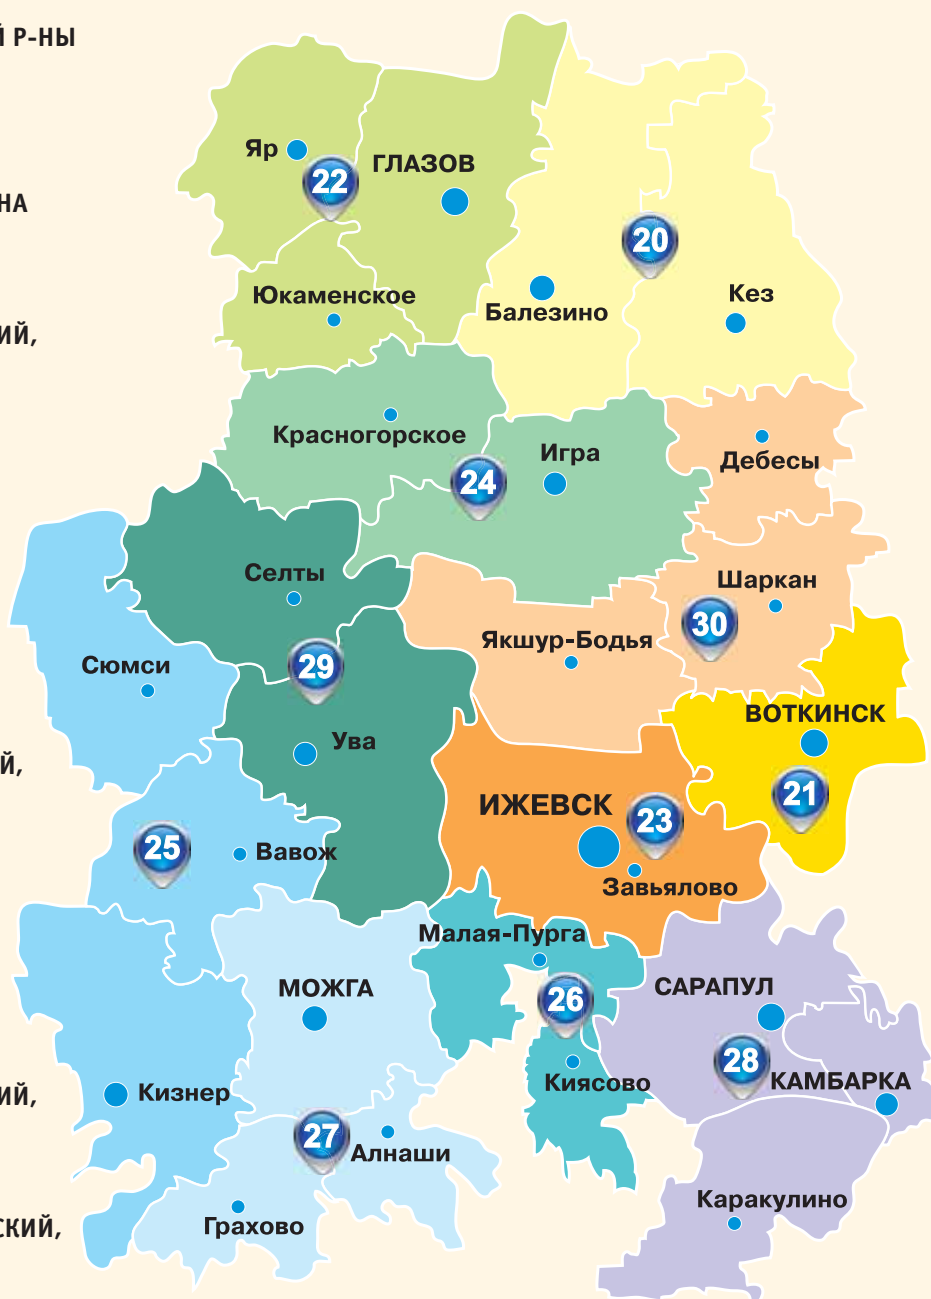 Й Р-НЫ
Яр
22
ГЛАЗОВ
НА
20
Юкаменское
Балезино
Кез
ИЙ,
Красногорское
24
Игра
Дебесы
Селты
Шаркан
30
Якшур-Бодья
Сюмси
29
Ува
ВОТКИНСК
Й,
21
ИЖЕВСК
23
25
Вавож
Завьялово
Малая-Пурга
МОЖГА
26
САРАПУЛ
28
КАМБАРКА
Киясово
ИЙ,
Кизнер
27
Алнаши
Грахово
Каракулино
СКИЙ,